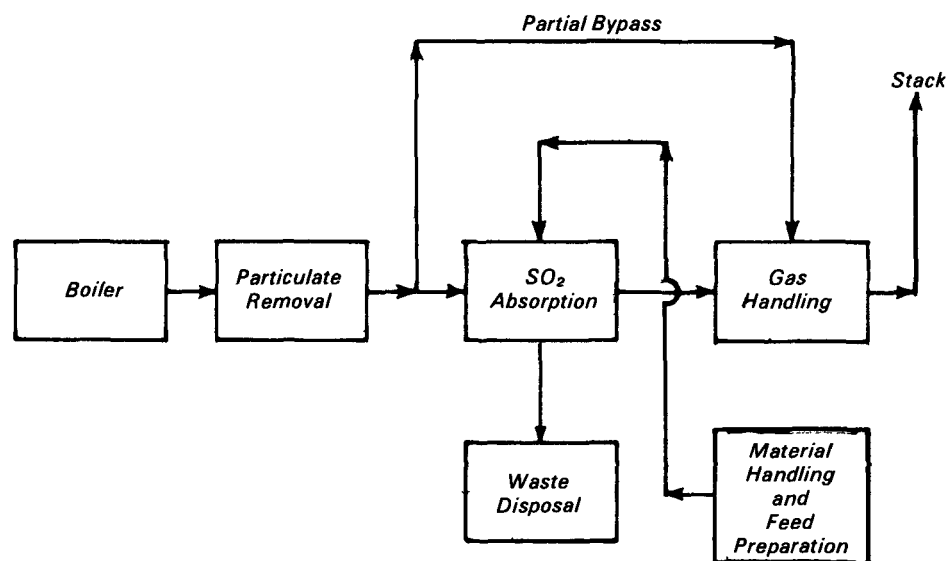 Partial Bypass
Stack
Boiler
Particulate
Removal
SO₂
Absorption
Gas
Handling
Waste
Disposal
Material
Handling
and
Feed
Preparation